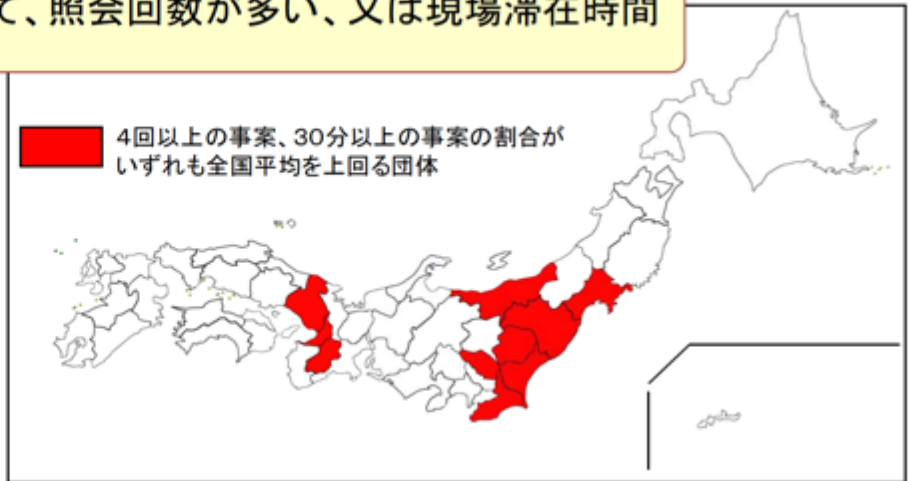 て、照会回数が多い、又は現場滞在時間
4回以上の事案、30分以上の事案の割合が
いずれも全国平均を上回る団体